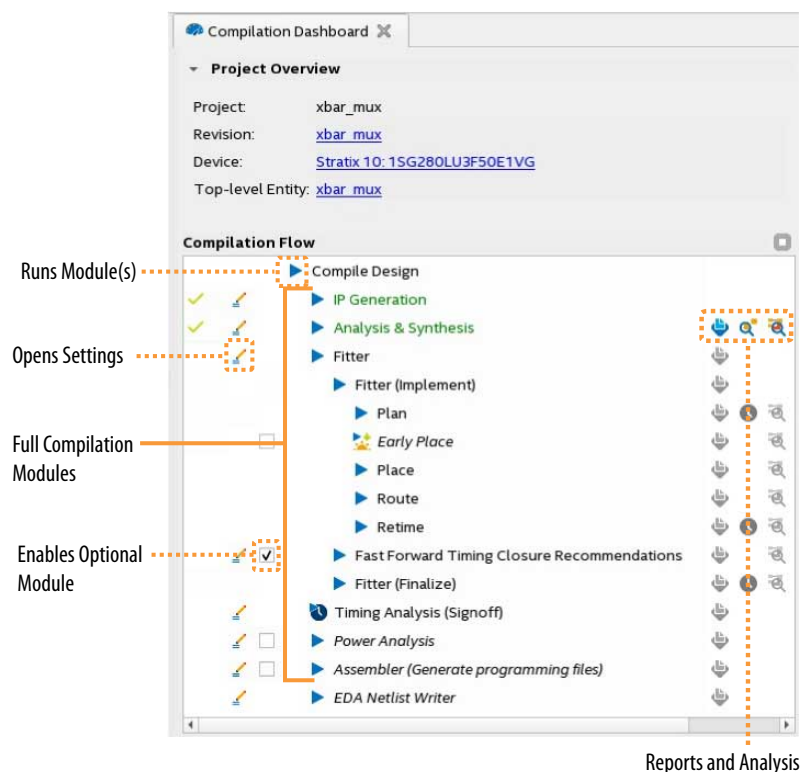 Compilation Dashboard
Project Overview
Project: xbar_mux
Revision: xbar_mux
Device: Stratix 10: 1SG280LU3F50E1VG
Top-level Entity: xbar_mux
Compilation Flow
Runs Module(s)
Compile Design
IP Generation
Analysis & Synthesis
Opens Settings
Fitter
Fitter (Implement)
Plan
Full Compilation
Modules
Early Place
Place
Route
Retime
Enables Optional
Module
Fast Forward Timing Closure Recommendations
Fitter (Finalize)
Timing Analysis (Signoff)
Power Analysis
Assembler (Generate programming files)
EDA Netlist Writer
Reports and Analysis